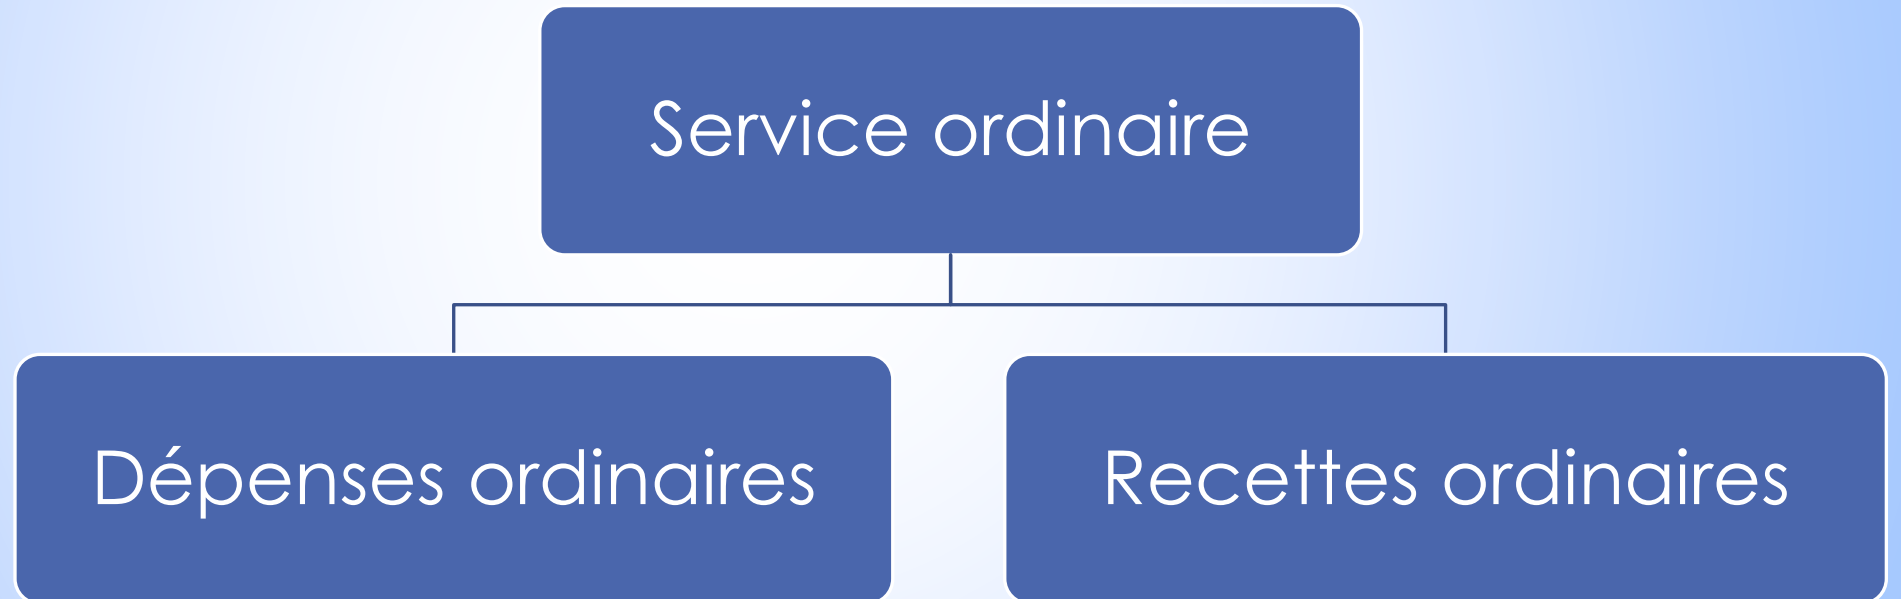 Service ordinaire
Dépenses ordinaires
Recettes ordinaires